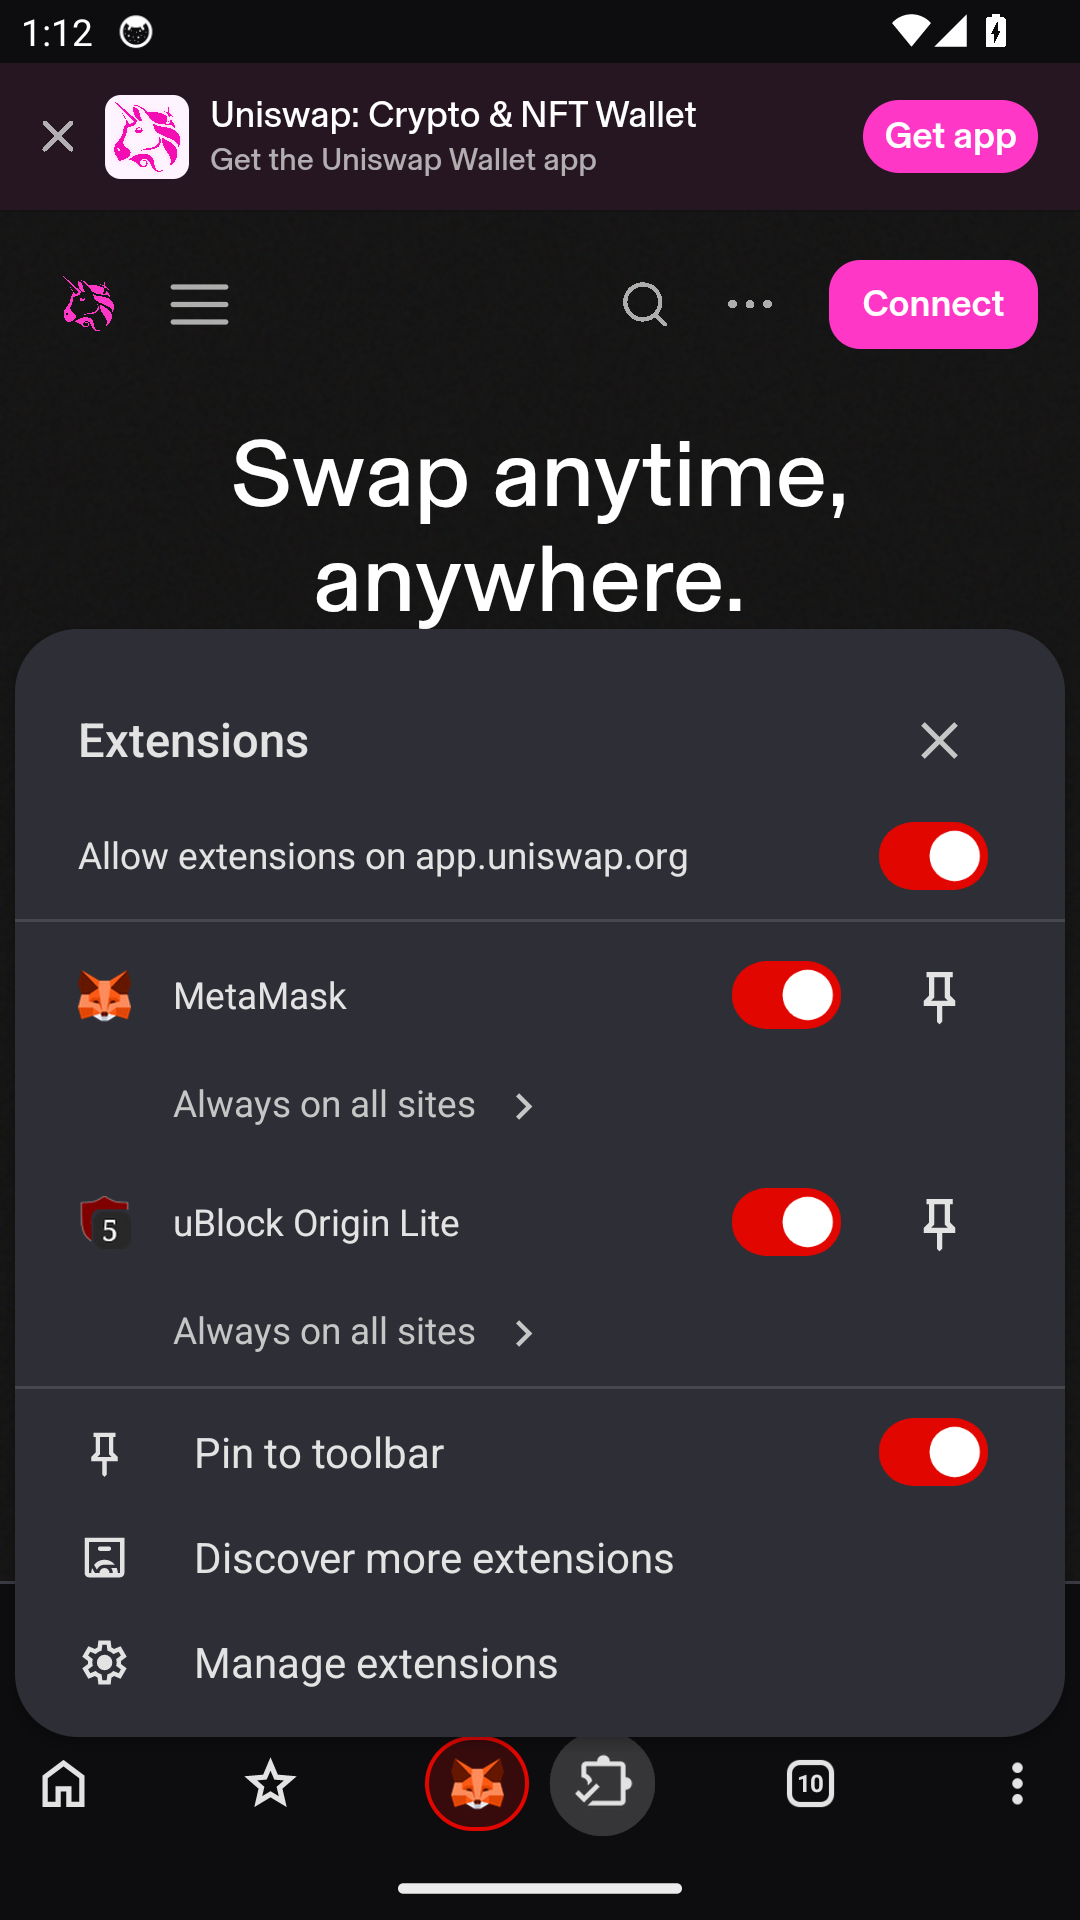 1:12
Uniswap: Crypto & NFT Wallet
Get the Uniswap Wallet app
Get app
Connect
Swap anytime,
anywhere.
Extensions
Allow extensions on app.uniswap.org
MetaMask
Always on all sites
5
uBlock Origin Lite
Always on all sites
Pin to toolbar
Discover more extensions
Manage extensions
10